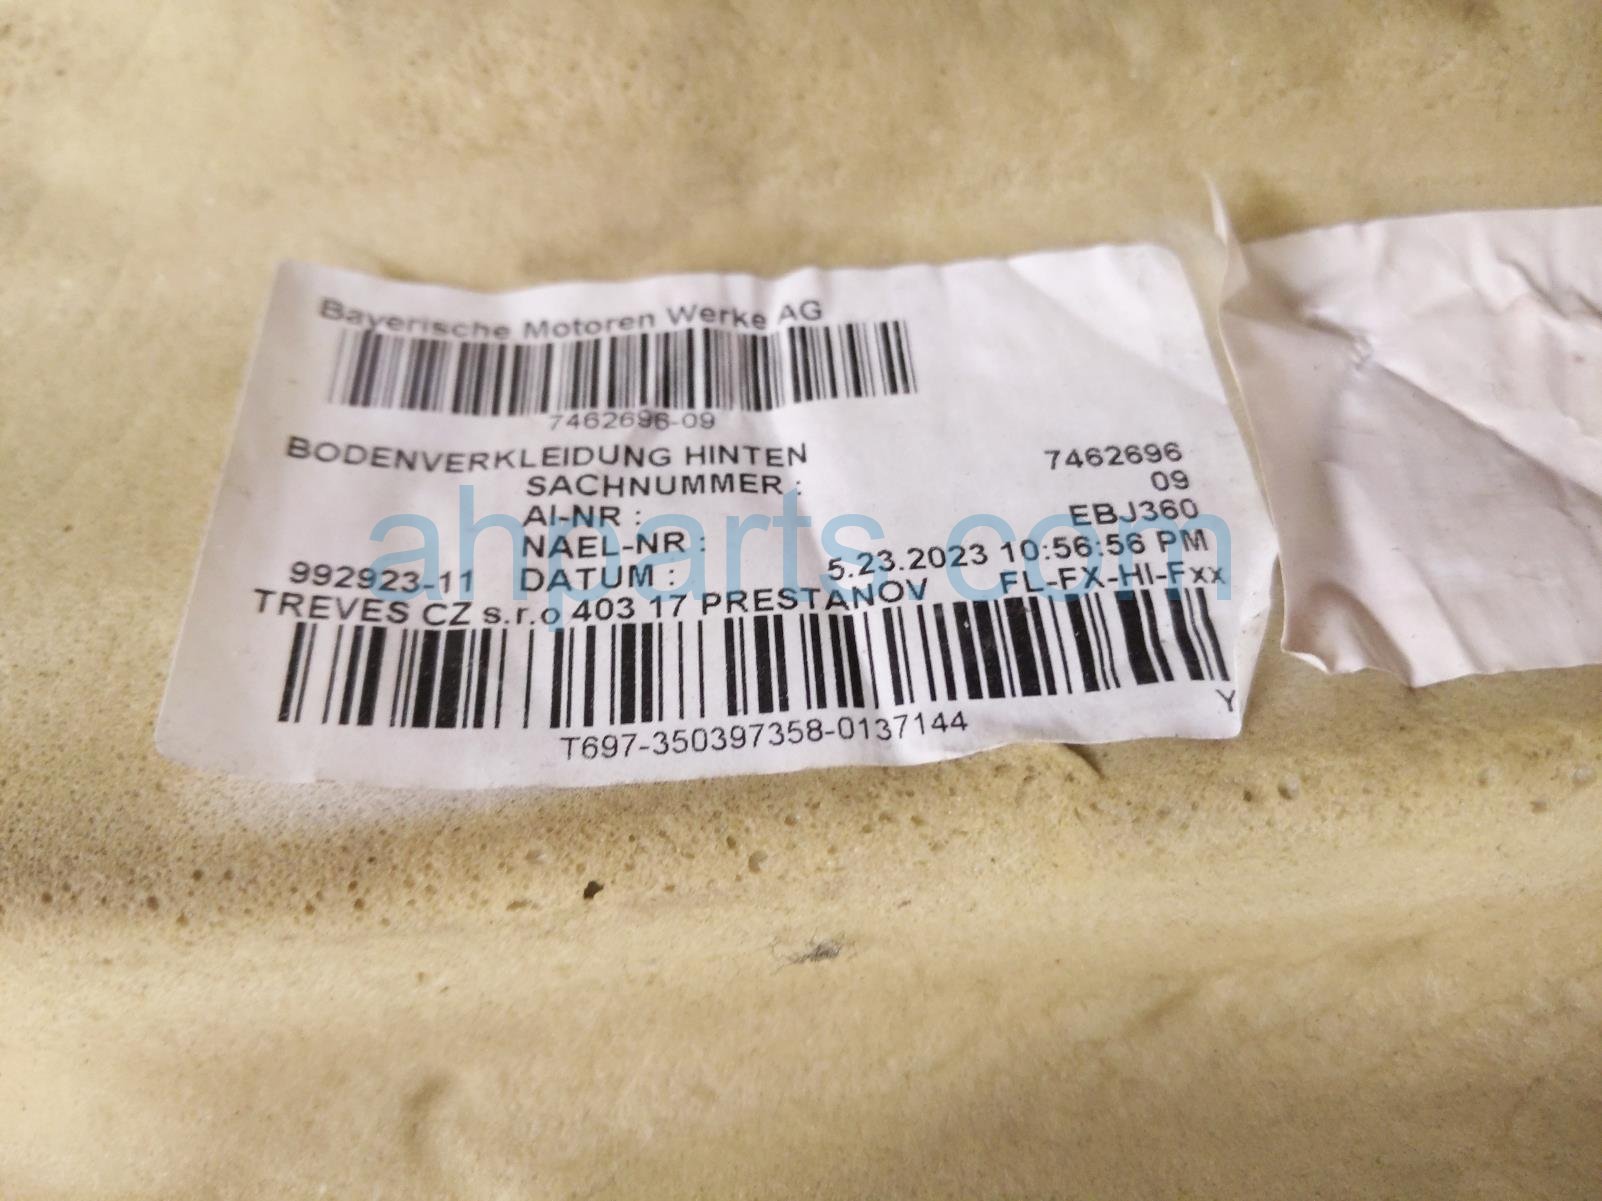 Bayerische Motoren Werke AG
7462696-09
BODENVERKLEIDUNG HINTEN
SACHNUMMER : 7462696
AI-NR : 09
NAEL-NR : EBJ360
992923-11 DATUM : 5.23.2023 10:56:56 PM
TREVES CZ s.r.o 403 17 PRESTANOV FL-FX-HI-Fxx
Y
T697-350397358-0137144
ahparts.com